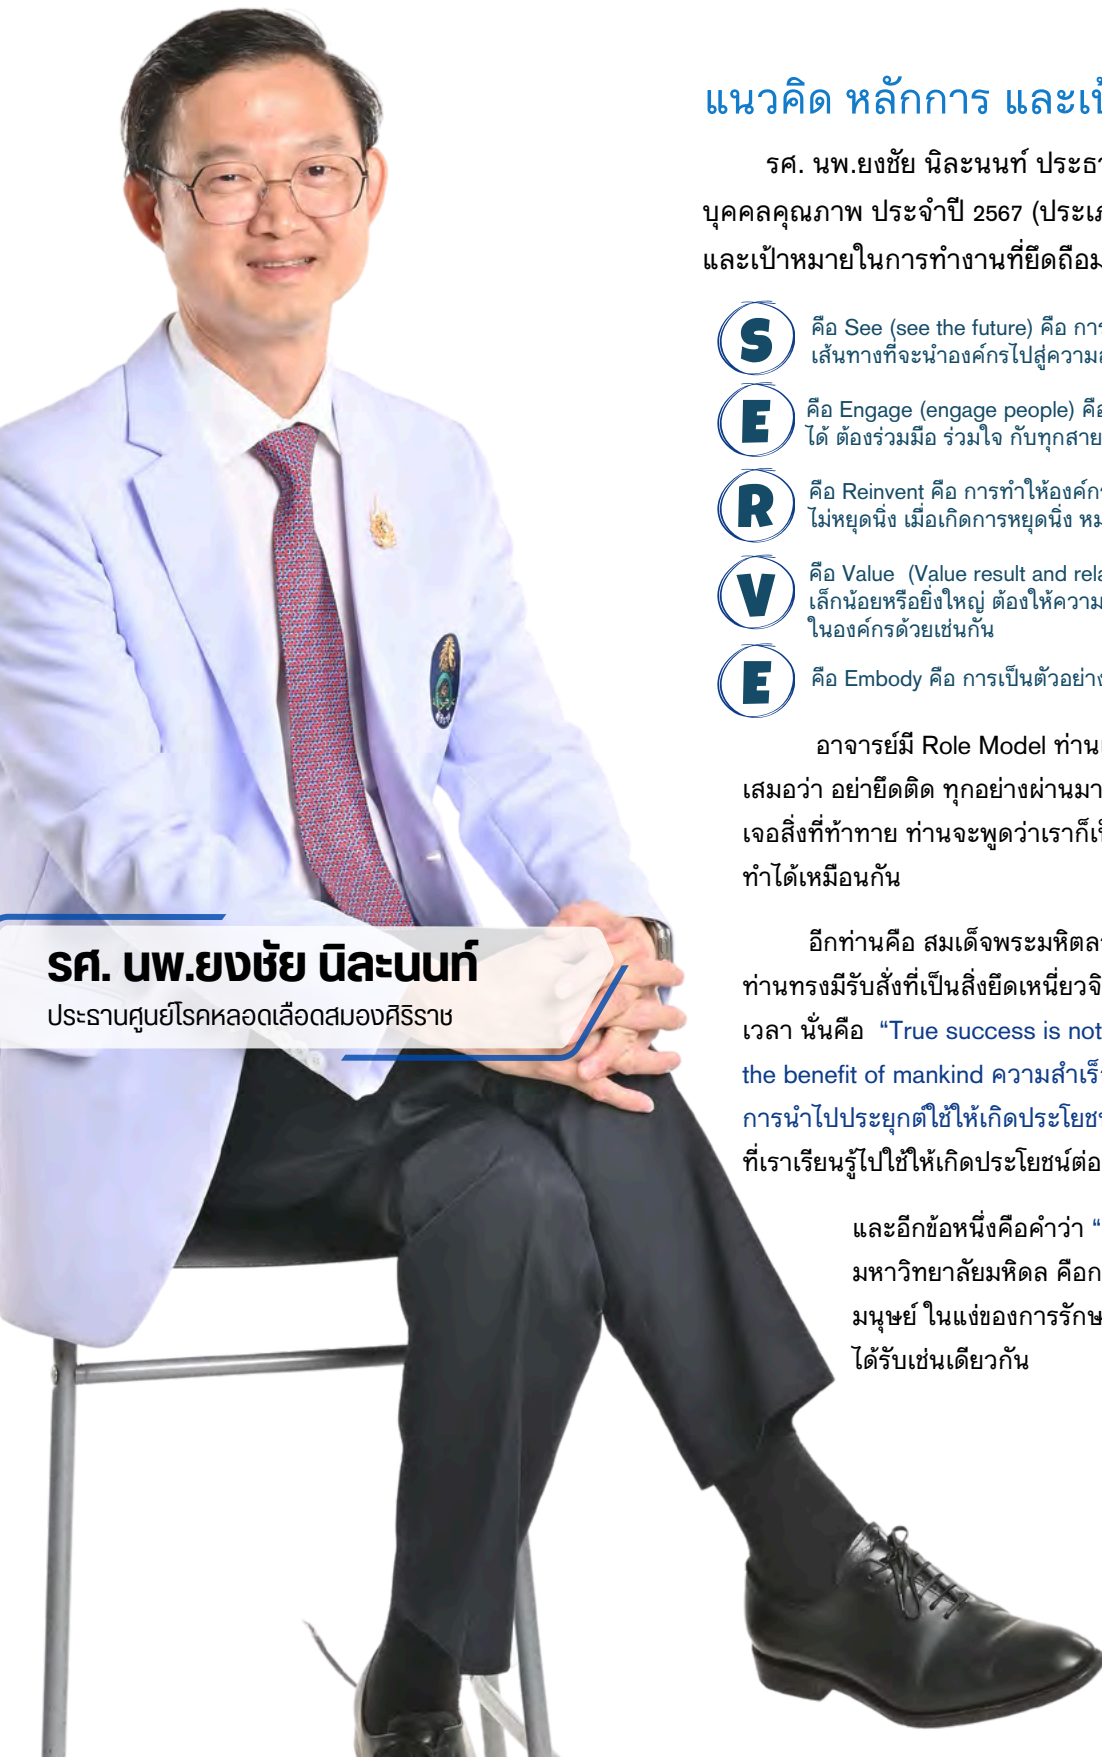 แนวคิด หลักการ และเป้
รศ. นพ.ยงชัย นิละนนท์ ประธา
บุคคลคุณภาพ ประจำปี 2567 (ประเภ
และเป้าหมายในการทำงานที่ยึดถือม
S คือ See (see the future) คือ การ
เส้นทางที่จะนำองค์กรไปสู่ความส
E คือ Engage (engage people) คือ
ได้ ต้องร่วมมือ ร่วมใจ กับทุกสาย
R คือ Reinvent คือ การทำให้องค์กร
ไม่หยุดนิ่ง เมื่อเกิดการหยุดนิ่ง หม
V คือ Value (Value result and rela
เล็กน้อยหรือยิ่งใหญ่ ต้องให้ความ
ในองค์กรด้วยเช่นกัน
E คือ Embody คือ การเป็นตัวอย่าง
อาจารย์มี Role Model ท่าน
เสมอว่า อย่ายึดติด ทุกอย่างผ่านมา
เจอสิ่งที่ท้าทาย ท่านจะพูดว่าเราก็เป็
ทำได้เหมือนกัน
อีกท่านคือ สมเด็จพระมหิตลา
ท่านทรงมีรับสั่งที่เป็นสิ่งยึดเหนี่ยวจิ
เวลา นั่นคือ “True success is not
the benefit of mankind ความสำเร็
การนำไปประยุกต์ใช้ให้เกิดประโยชน
ที่เราเรียนรู้ไปใช้ให้เกิดประโยชน์ต่อ
และอีกข้อหนึ่งคือคำว่า “
มหาวิทยาลัยมหิดล คือก
มนุษย์ ในแง่ของการรักษ
ได้รับเช่นเดียวกัน
รศ. นพ.ยงชัย นิละนนท์
ประธานศูนย์โรคหลอดเลือดสมองศิริราช